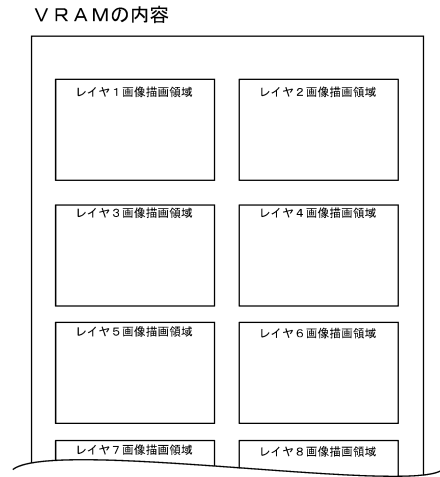 ＶＲＡＭの内容
レイヤ１画像描画領域
レイヤ２画像描画領域
レイヤ３画像描画領域
レイヤ４画像描画領域
レイヤ５画像描画領域
レイヤ６画像描画領域
レイヤ７画像描画領域
レイヤ８画像描画領域